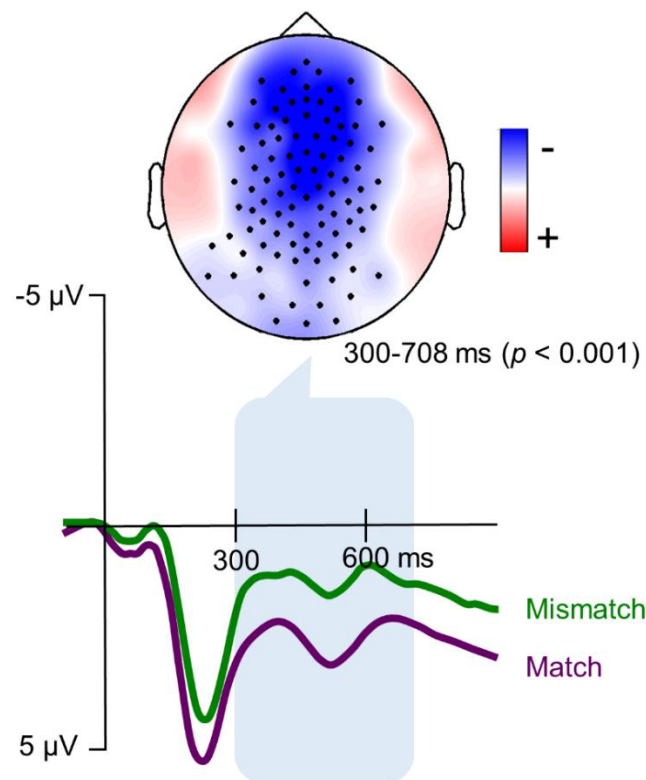 -
+
-5 µV
300-708 ms (p < 0.001)
300
600 ms
Mismatch
Match
5 µV